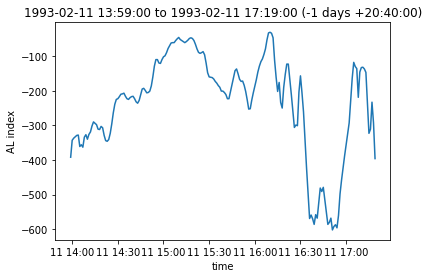 1993-02-11 13:59:00 to 1993-02-11 17:19:00 (-1 days +20:40:00)
−100
−200
−300
−400
−500
−600
AL index
11 14:00 11 14:30 11 15:00 11 15:30 11 16:00 11 16:30 11 17:00
time